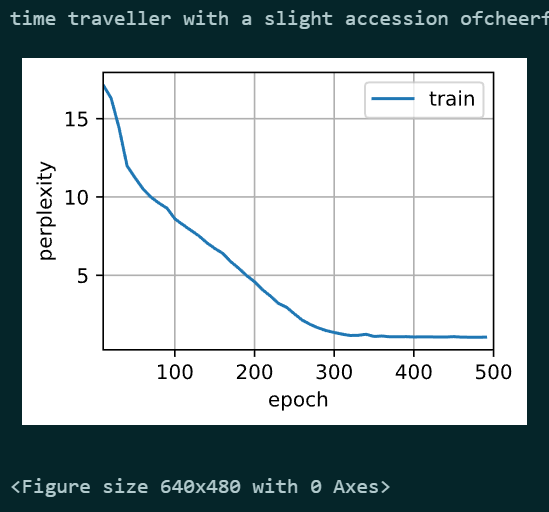 time traveller with a slight accession ofcheerf
train
15
10
5
perplexity
100 200 300 400 500
epoch
<Figure size 640x480 with 0 Axes>